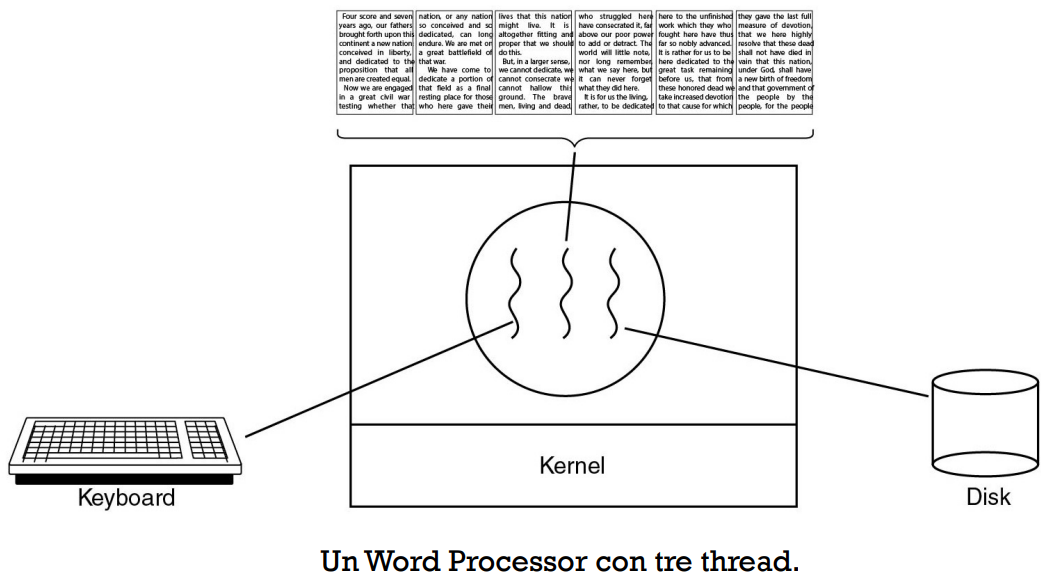 Four score and seven
years ago, our fathers
brought forth upon this
continent a new nation
conceived in liberty,
and dedicated to the
proposition that all
men are created equal.
Now we are engaged
in a great civil war
testing whether that
nation, or any nation
so conceived and so
dedicated, can long
endure. We are met on
a great battlefield of
that war.
We have come to
dedicate a portion of
that field as a final
resting place for those
who here gave their
lives that this nation
might live. It is
altogether fitting and
proper that we should
do this.
But, in a larger sense,
we cannot dedicate, we
cannot consecrate we
cannot hallow this
ground. The brave
men, living and dead,
who struggled here
have consecrated it, far
above our poor power
to add or detract. The
world will little note,
nor long remember,
what we say here, but
it can never forget
what they did here.
It is for us the living,
rather, to be dedicated
here to the unfinished
work which they who
fought here have thus
far so nobly advanced.
It is rather for us to be
here dedicated to the
great task remaining
before us, that from
these honored dead we
take increased devotion
to that cause for which
they gave the last full
measure of devotion,
that we here highly
resolve that these dead
shall not have died in
vain that this nation,
under God, shall have
a new birth of freedom
and that government of
the people by the
people, for the people
Kernel
Keyboard
Disk
Un Word Processor con tre thread.